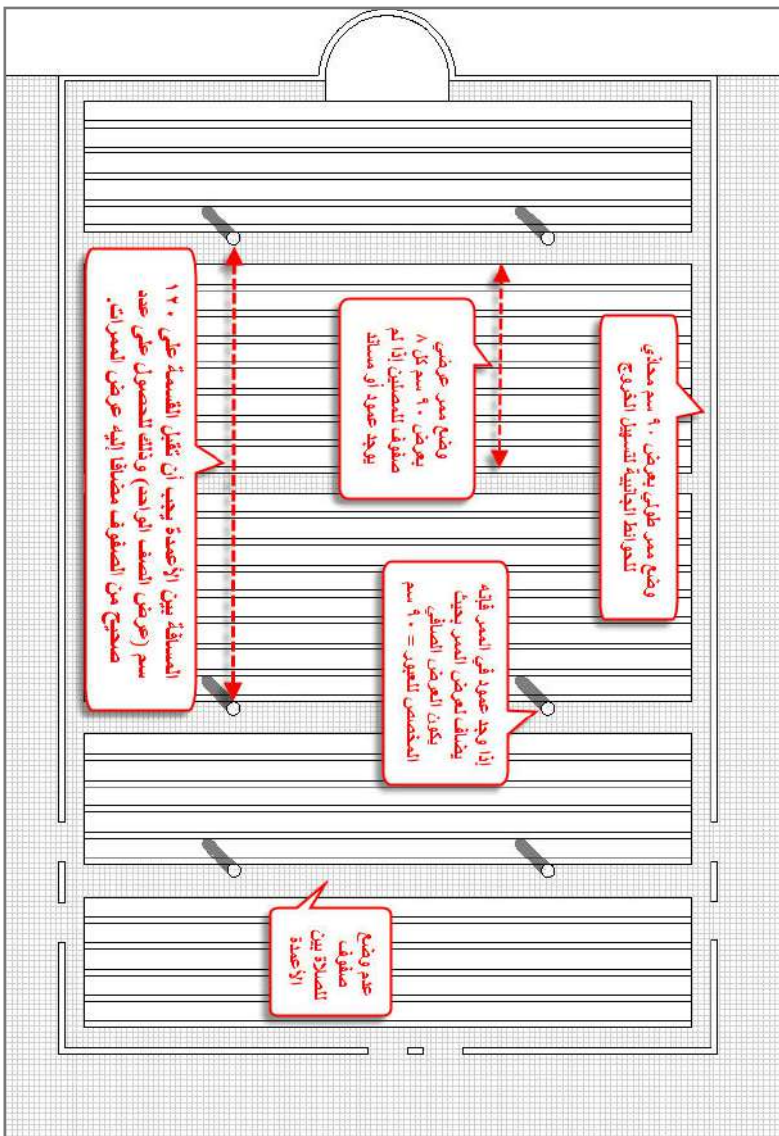 وضع ممر طولي بعرض ٩٠ سم محاذي
للحوائط الجانبية لتسهيل الخروج
وضع ممر عرضي
بعرض ٩٠ سم كل ٨
صفوف للمصلين إذا لم
يوجد عمود أو مساند
إذا وجد عمود في الممر فإنه
يضاف لعرض الممر بحيث
يكون العرض الصافي
المخصص للعبور = ٩٠ سم
المسافة بين الأعمدة يجب أن تقبل القسمة على ١٢٠
سم (عرض الصف الواحد) وذلك للحصول على عدد
صحيح من الصفوف مضافا إليه عرض الممرات.
عدم وضع
صفوف
للصلاة بين
الأعمدة